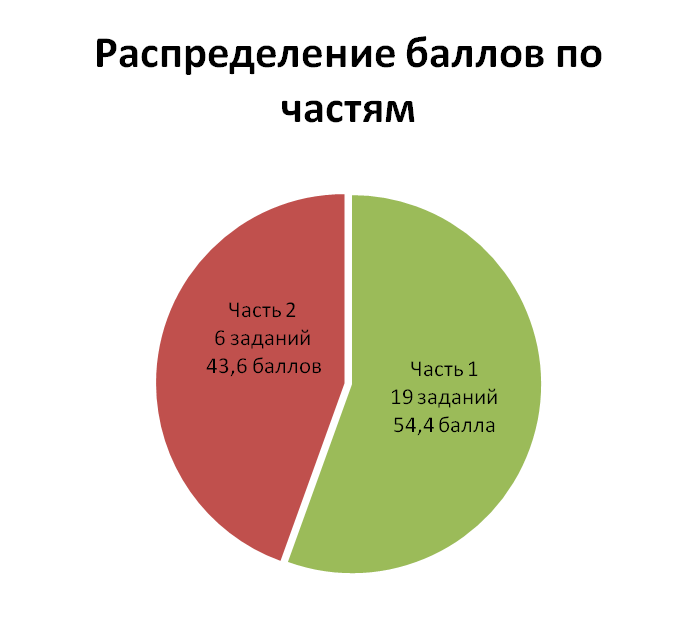 Распределение баллов по
частям
Часть 2
6 заданий
43,6 баллов
Часть 1
19 заданий
54,4 балла